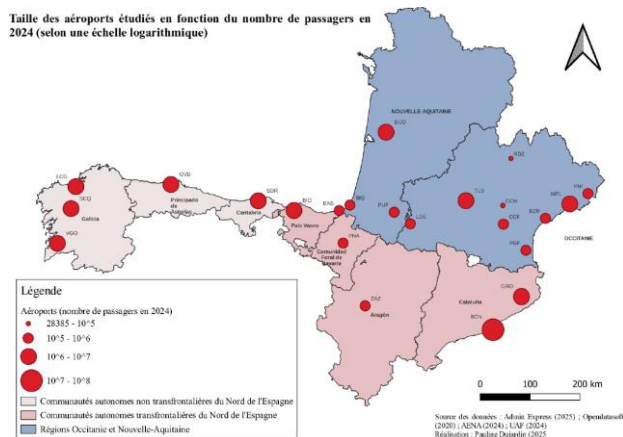 Taille des aéroports étudiés en fonction du nombre de passagers en
2024 (selon une échelle logarithmique)
NOUVELLE-AQUITAINE
BOD
RDZ
LCG
OVD
SCQ
Galicia
VGO
Principado de
Asturias
SDR
Cantabria
BIO
País Vasco
EAS
BIQ
PUF
LDE
TLS
DCM
CCF
MPL
FNI
BZR
PGF
OCCITANIE
PNA
Comunidad
Foral de
Navarra
ZAZ
Aragón
Cataluña
GRO
BCN
Légende
Aéroports (nombre de passagers en 2024)
28385 - 10^5
10^5 - 10^6
10^6 - 10^7
10^7 - 10^8
Communautés autonomes non transfrontalières du Nord de l'Espagne
Communautés autonomes transfrontalières du Nord de l'Espagne
Régions Occitanie et Nouvelle-Aquitaine
0 100 200 km
Source des données : Admin Express (2025) ; Opendatasoft
(2020) ; AENA (2024) ; UAF (2024)
Réalisation : Pauline Dujardin 2025